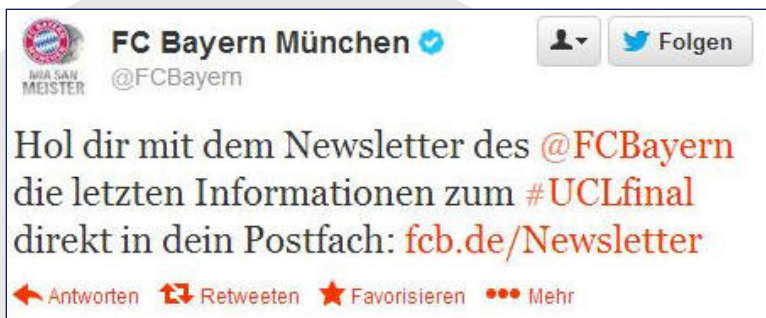 FC Bayern München
@FCBayern
MIA SAN
MEISTER
Folgen
Hol dir mit dem Newsletter des @FCBayern
die letzten Informationen zum #UCLfinal
direkt in dein Postfach: fcb.de/Newsletter
Antworten Retweeten Favorisieren Mehr